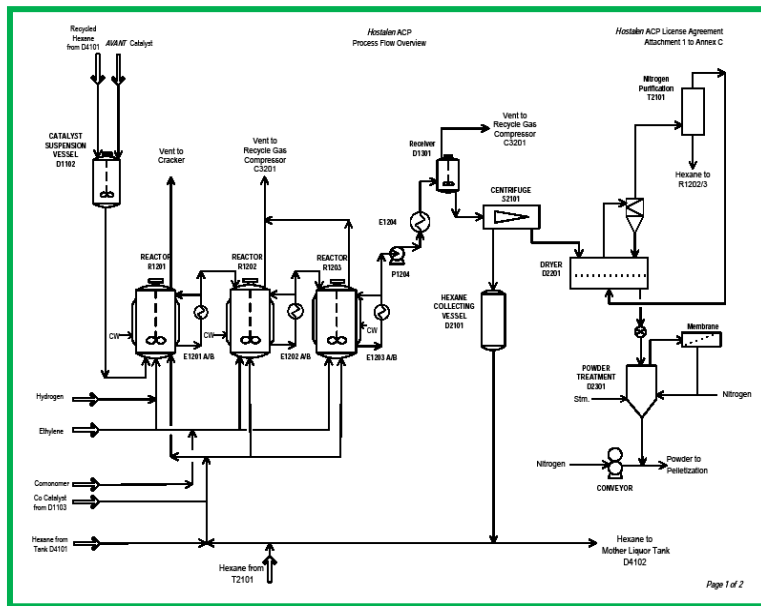 Recycled
Hexane
from D4101
AVANT Catalyst
Hostalen ACP
Process Flow Overview
Hostalen ACP License Agreement
Attachment 1 to Annex C
Nitrogen
Purification
T2101
CATALYST
SUSPENSION
VESSEL
D1102
Vent to
Cracker
Vent to
Recycle Gas
Compressor
C3201
Receiver
D1301
Vent to
Recycle Gas
Compressor
C3201
Hexane to
R1202/3
CENTRIFUGE
S2101
E1204
P1204
REACTOR
R1201
REACTOR
R1202
REACTOR
R1203
DRYER
D2201
HEXANE
COLLECTING
VESSEL
D2101
CW
CW
CW
E1201 A/B
E1202 A/B
E1203 A/B
Membrane
POWDER
TREATMENT
D2301
Stm.
Nitrogen
Hydrogen
Ethylene
Comonomer
Co Catalyst
from D1103
Nitrogen
CONVEYOR
Powder to
Pelletization
Hexane from
Tank D4101
Hexane from
T2101
Hexane to
Mother Liquor Tank
D4102
Page 1 of 2